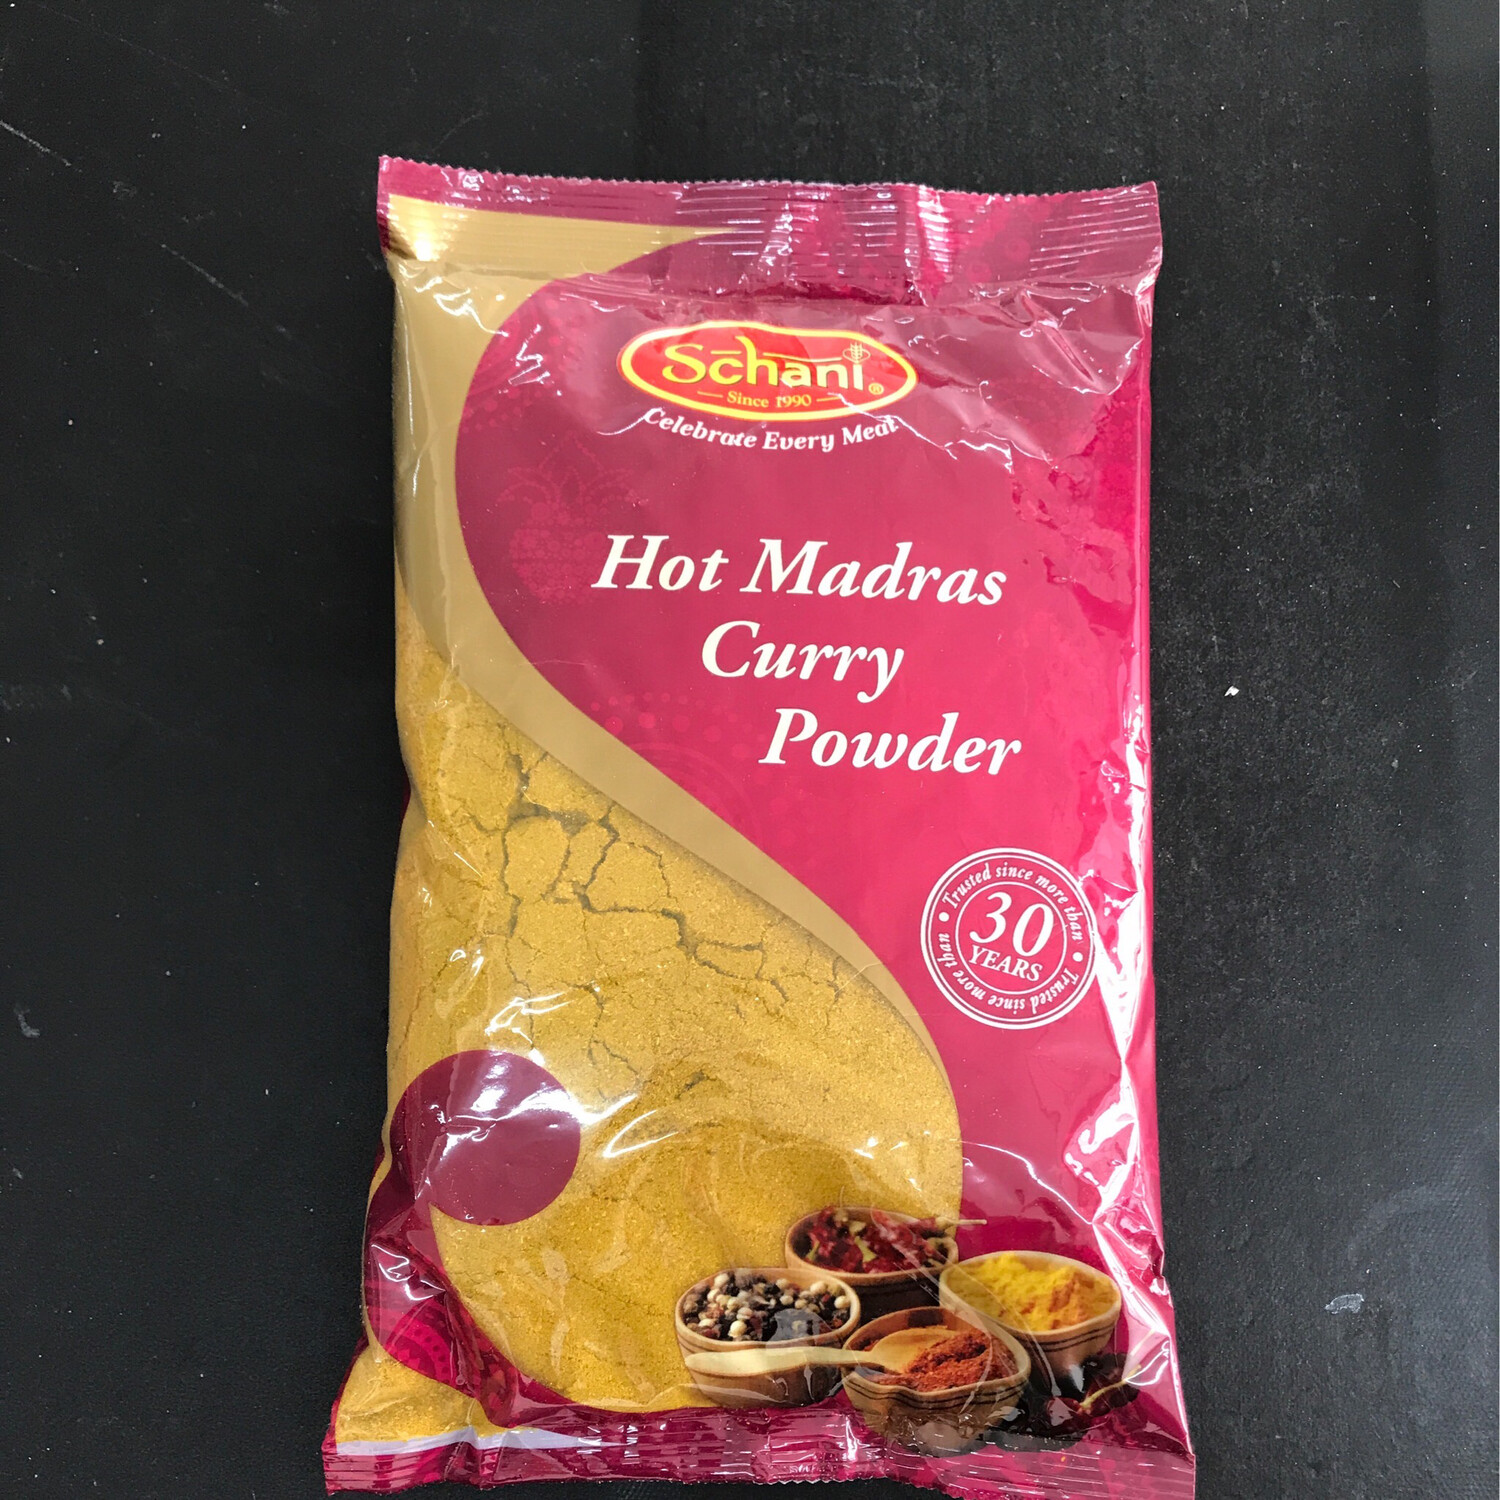 Schani®
Since 1990
Celebrate Every Meal
Hot Madras
Curry
Powder
Trusted since more than
30
YEARS
Trusted since more than